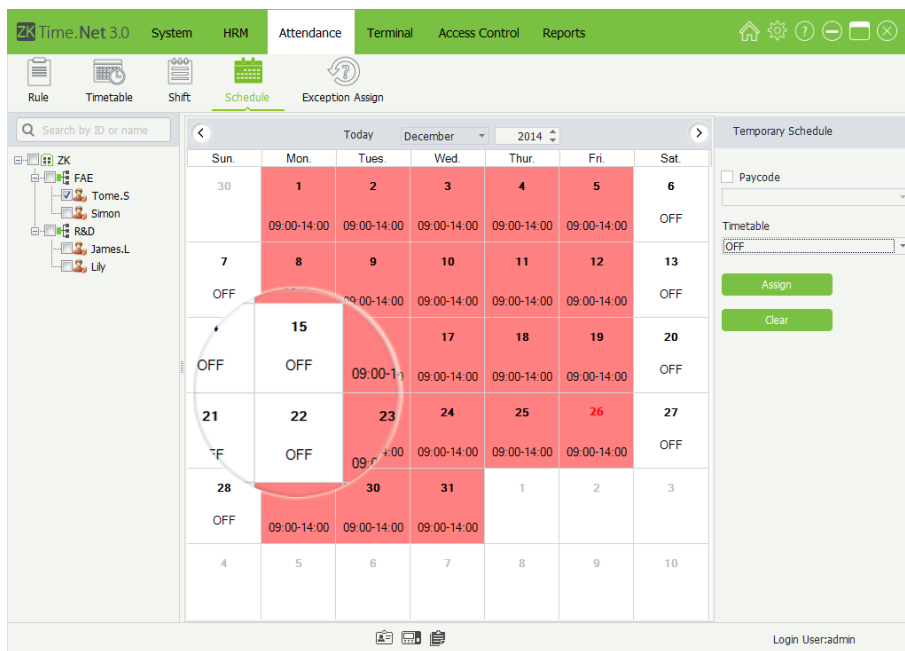 ZK Time.Net 3.0 System HRM Attendance Terminal Access Control Reports
Rule Timetable Shift Schedule Exception Assign
Search by ID or name
ZK
FAE
Tome.S
Simon
R&D
James.L
Lily
Today December 2014
Sun. Mon. Tues. Wed. Thur. Fri. Sat.
30 1 2 3 4 5 6
09:00-14:00 09:00-14:00 09:00-14:00 09:00-14:00 09:00-14:00 OFF
7 8 9 10 11 12 13
OFF 09:00-14:00 09:00-14:00 09:00-14:00 09:00-14:00 OFF
15 17 18 19 20
OFF OFF 09:00-1 09:00-14:00 09:00-14:00 09:00-14:00 OFF
21 22 23 24 25 26 27
OFF 09:00-14:00 09:00-14:00 09:00-14:00 OFF
28 30 31 1 2 3
OFF 09:00-14:00 09:00-14:00 09:00-14:00
4 5 6 7 8 9 10
Temporary Schedule
Paycode
Timetable
OFF
Assign
Clear
Login User:admin